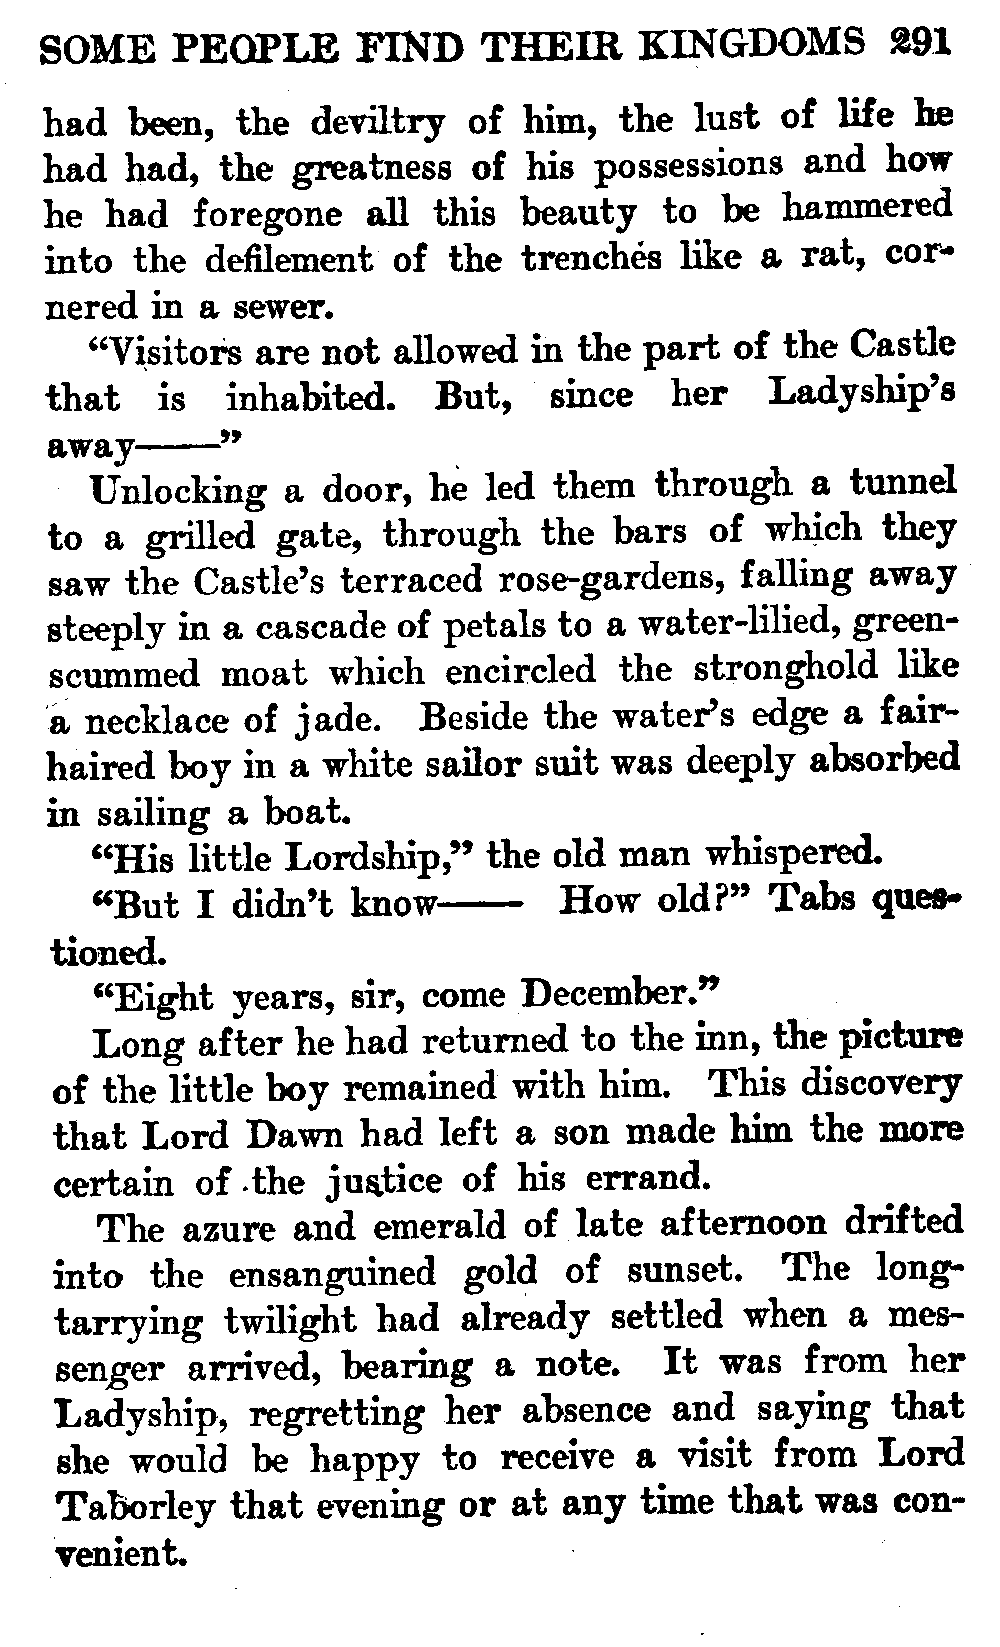 SOME PEOPLE FIND THEIR KINGDOMS 291
had been, the deviltry of him, the lust of life he
had had, the greatness of his possessions and how
he had foregone all this beauty to be hammered
into the defilement of the trenches like a rat, cor-
nered in a sewer.
“Visitors are not allowed in the part of the Castle
that is inhabited. But, since her Ladyship’s
away——”
Unlocking a door, he led them through a tunnel
to a grilled gate, through the bars of which they
saw the Castle’s terraced rose-gardens, falling away
steeply in a cascade of petals to a water-lilied, green-
scummed moat which encircled the stronghold like
a necklace of jade. Beside the water’s edge a fair-
haired boy in a white sailor suit was deeply absorbed
in sailing a boat.
“His little Lordship,” the old man whispered.
“But I didn’t know—— How old?” Tabs ques-
tioned.
“Eight years, sir, come December.”
Long after he had returned to the inn, the picture
of the little boy remained with him. This discovery
that Lord Dawn had left a son made him the more
certain of the justice of his errand.
The azure and emerald of late afternoon drifted
into the ensanguined gold of sunset. The long-
tarrying twilight had already settled when a mes-
senger arrived, bearing a note. It was from her
Ladyship, regretting her absence and saying that
she would be happy to receive a visit from Lord
Taborley that evening or at any time that was con-
venient.